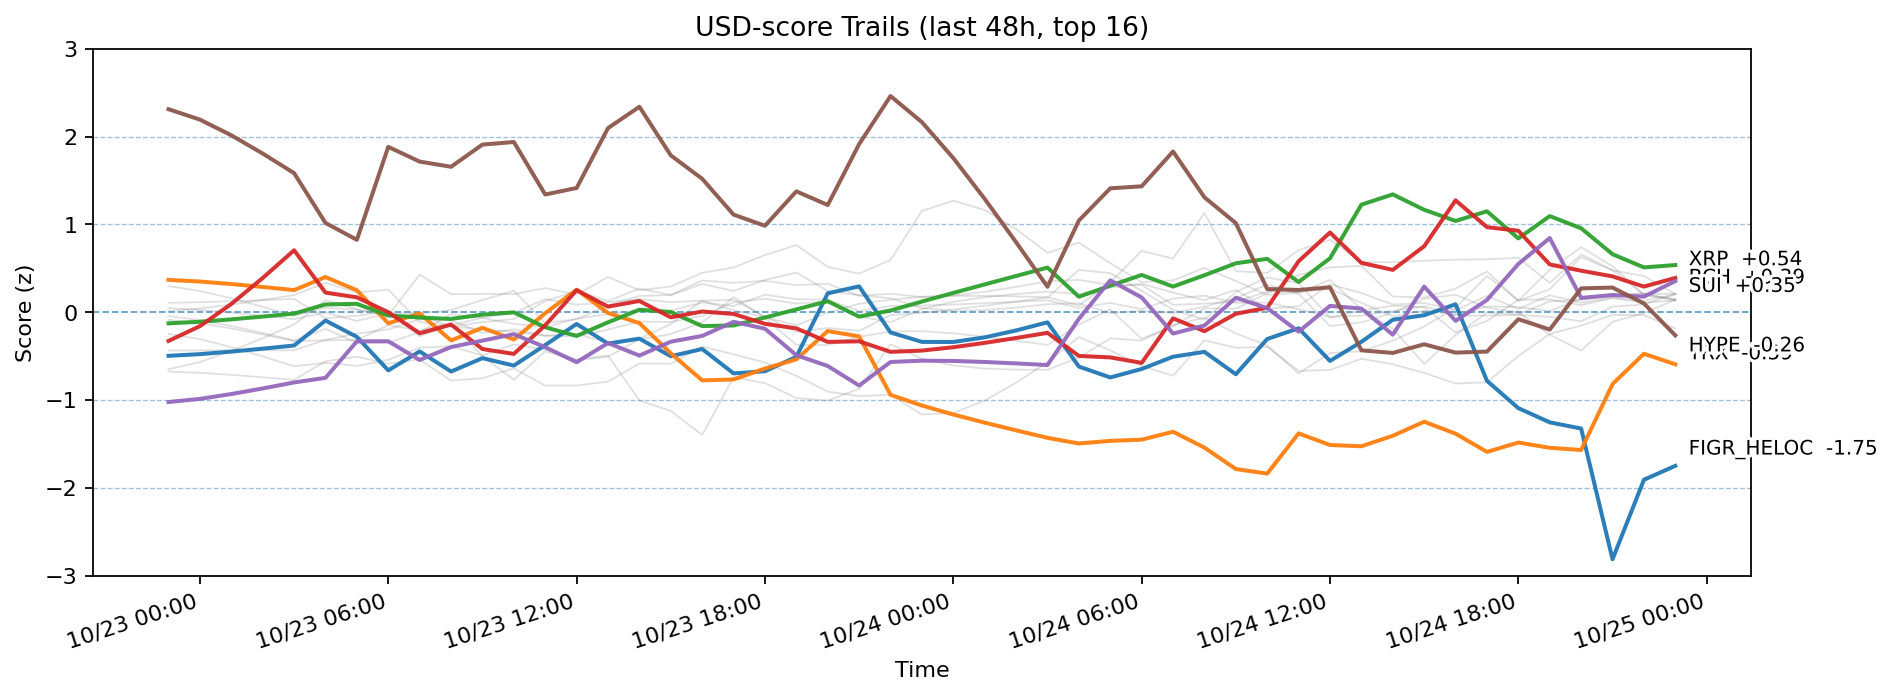 USD-score Trails (last 48h, top 16)
Score (z)
3
2
1
0
−1
−2
−3
XRP +0.54
SUI +0.35
HYPE -0.26
FIGR_HELOC -1.75
10/23 00:00
10/23 06:00
10/23 12:00
10/23 18:00
10/24 00:00
10/24 06:00
10/24 12:00
10/24 18:00
10/25 00:00
Time